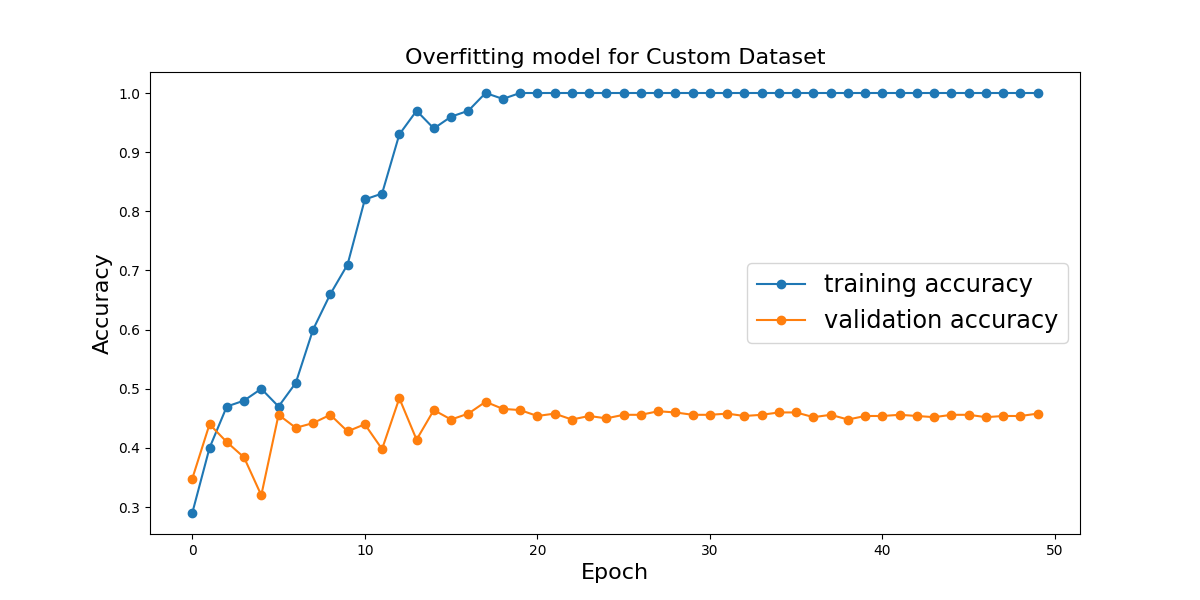 Overfitting model for Custom Dataset
1.0
0.9
0.8
0.7
0.6
0.5
0.4
0.3
Accuracy
training accuracy
validation accuracy
0 10 20 30 40 50
Epoch